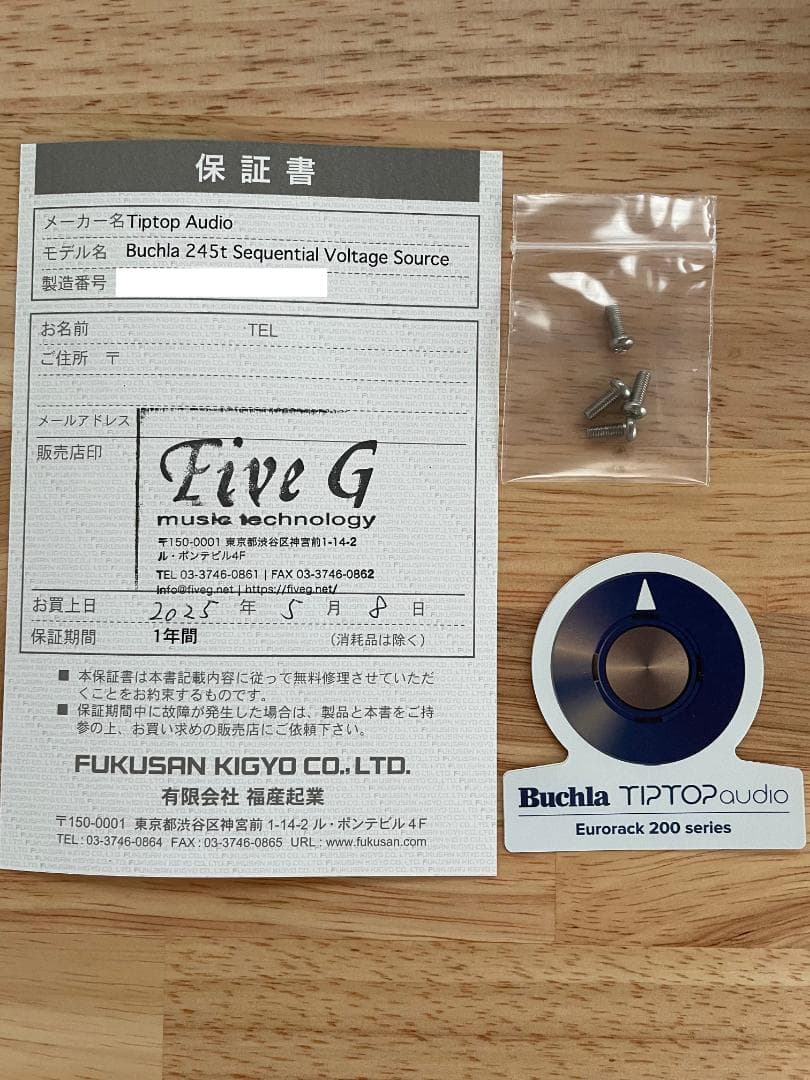 保証書
メーカー名 Tiptop Audio
モデル名 Buchla 245t Sequential Voltage Source
製造番号
お名前 TEL
ご住所 〒
メールアドレス
販売店印
Five G
music technology
〒150-0001 東京都渋谷区神宮前1-14-2
ル・ポンテビル4F
TEL 03-3746-0861 | FAX 03-3746-0862
info@fiveg.net | https://fiveg.net/
お買上日 2025 年 5 月 8 日
保証期間 1年間 （消耗品は除く）
■ 本保証書は本書記載内容に従って無料修理させていただ
くことをお約束するものです。
■ 保証期間中に故障が発生した場合は、製品と本書をご持
参の上、お買い求めの販売店にご依頼下さい。
FUKUSAN KIGYO CO., LTD.
有限会社 福産起業
〒150-0001 東京都渋谷区神宮前 1-14-2 ル・ポンテビル 4F
TEL : 03-3746-0864 FAX : 03-3746-0865 URL : www.fukusan.com
Buchla TIPTOP audio
Eurorack 200 series